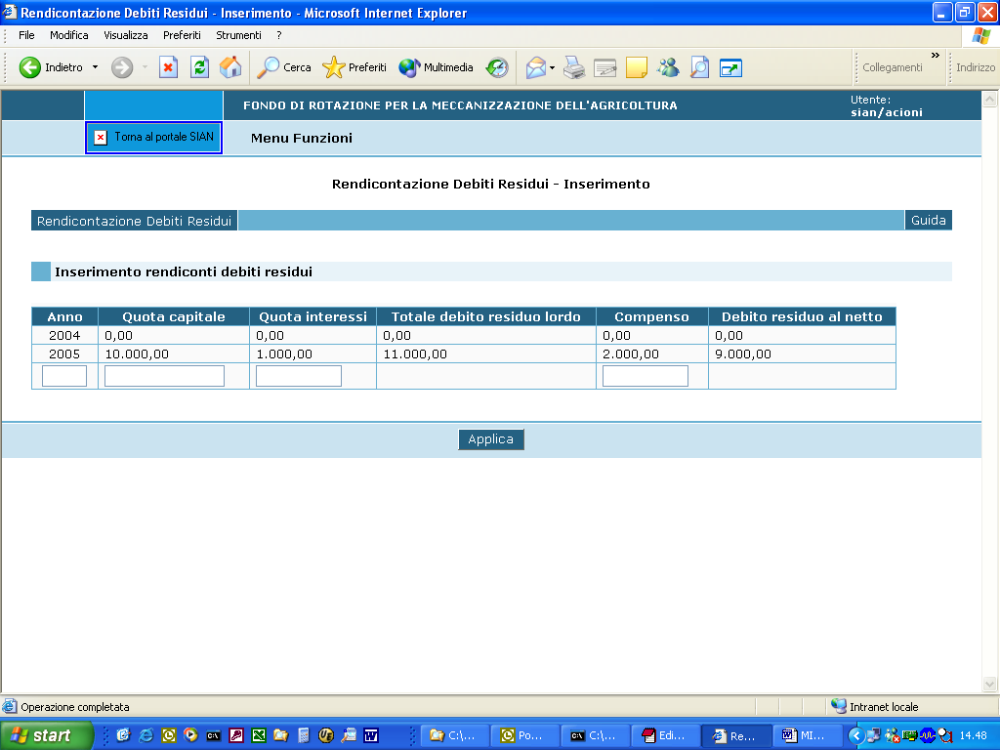 Rendicontazione Debiti Residui - Inserimento - Microsoft Internet Explorer
File Modifica Visualizza Preferiti Strumenti ?
Indietro Cerca Preferiti Multimedia Collegamenti » Indirizzo
FONDO DI ROTAZIONE PER LA MECCANIZZAZIONE DELL'AGRICOLTURA
Utente:
sian/acioni
Torna al portale SIAN Menu Funzioni
Rendicontazione Debiti Residui - Inserimento
Rendicontazione Debiti Residui Guida
Inserimento rendiconti debiti residui
Anno Quota capitale Quota interessi Totale debito residuo lordo Compenso Debito residuo al netto
2004 0,00 0,00 0,00 0,00 0,00
2005 10.000,00 1.000,00 11.000,00 2.000,00 9.000,00
Applica
Operazione completata Intranet locale
start C:\... Po... C:\... Edi... Re... MI... 14.48